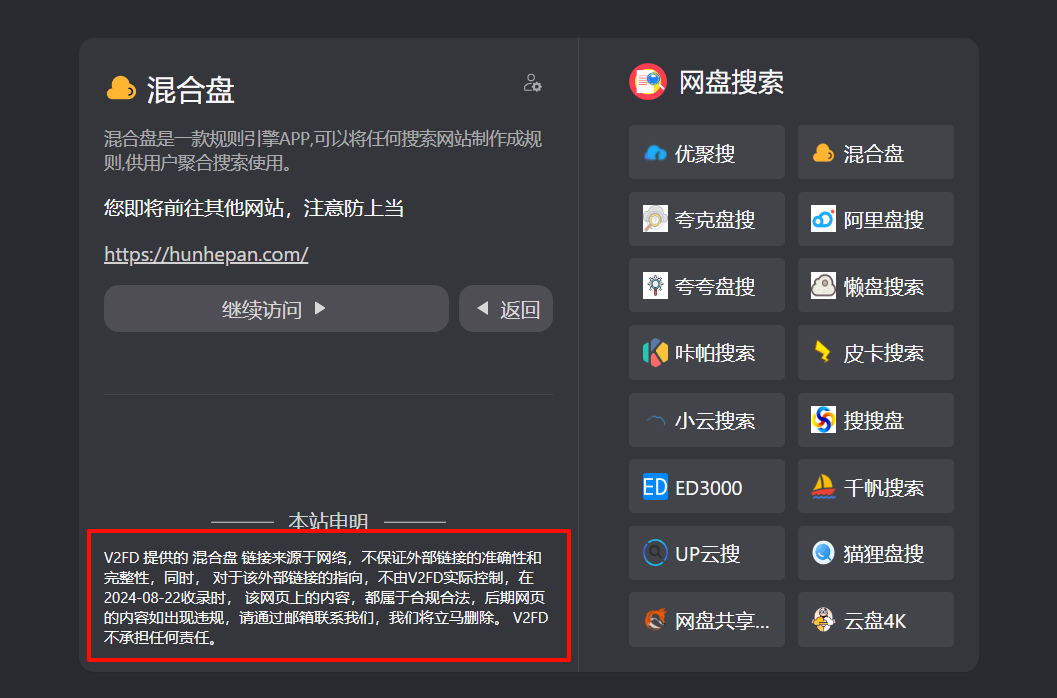 混合盘
混合盘是一款规则引擎APP,可以将任何搜索网站制作成规
则,供用户聚合搜索使用。
您即将前往其他网站，注意防上当
https://hunhepan.com/
继续访问
返回
本站申明
V2FD 提供的 混合盘 链接来源于网络，不保证外部链接的准确性和
完整性，同时， 对于该外部链接的指向，不由V2FD实际控制，在
2024-08-22收录时， 该网页上的内容，都属于合规合法，后期网页
的内容如出现违规，请通过邮箱联系我们，我们将立马删除。 V2FD
不承担任何责任。
网盘搜索
优聚搜
混合盘
夸克盘搜
阿里盘搜
夸夸盘搜
懒盘搜索
咔帕搜索
皮卡搜索
小云搜索
搜搜盘
ED
ED3000
千帆搜索
UP云搜
猫狸盘搜
网盘共享...
云盘4K